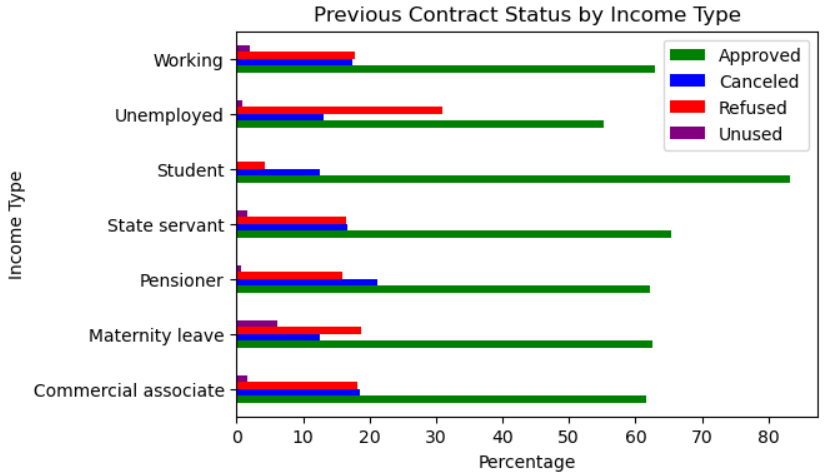 Previous Contract Status by Income Type
Approved
Canceled
Refused
Unused
Income Type
Working
Unemployed
Student
State servant
Pensioner
Maternity leave
Commercial associate
0 10 20 30 40 50 60 70 80
Percentage